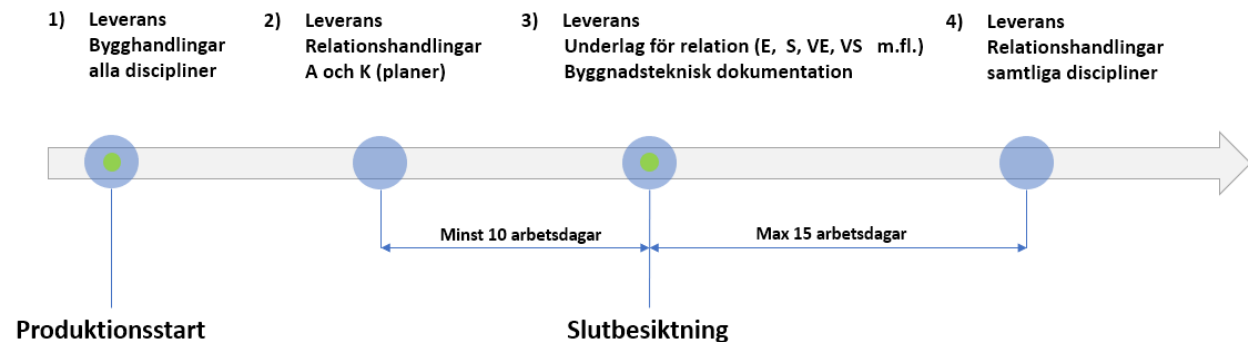 1) Leverans
Bygghandlingar
alla discipliner
2) Leverans
Relationshandlingar
A och K (planer)
3) Leverans
Underlag för relation (E, S, VE, VS m.fl.)
Byggnadsteknisk dokumentation
4) Leverans
Relationshandlingar
samtliga discipliner
Minst 10 arbetsdagar
Max 15 arbetsdagar
Produktionsstart
Slutbesiktning